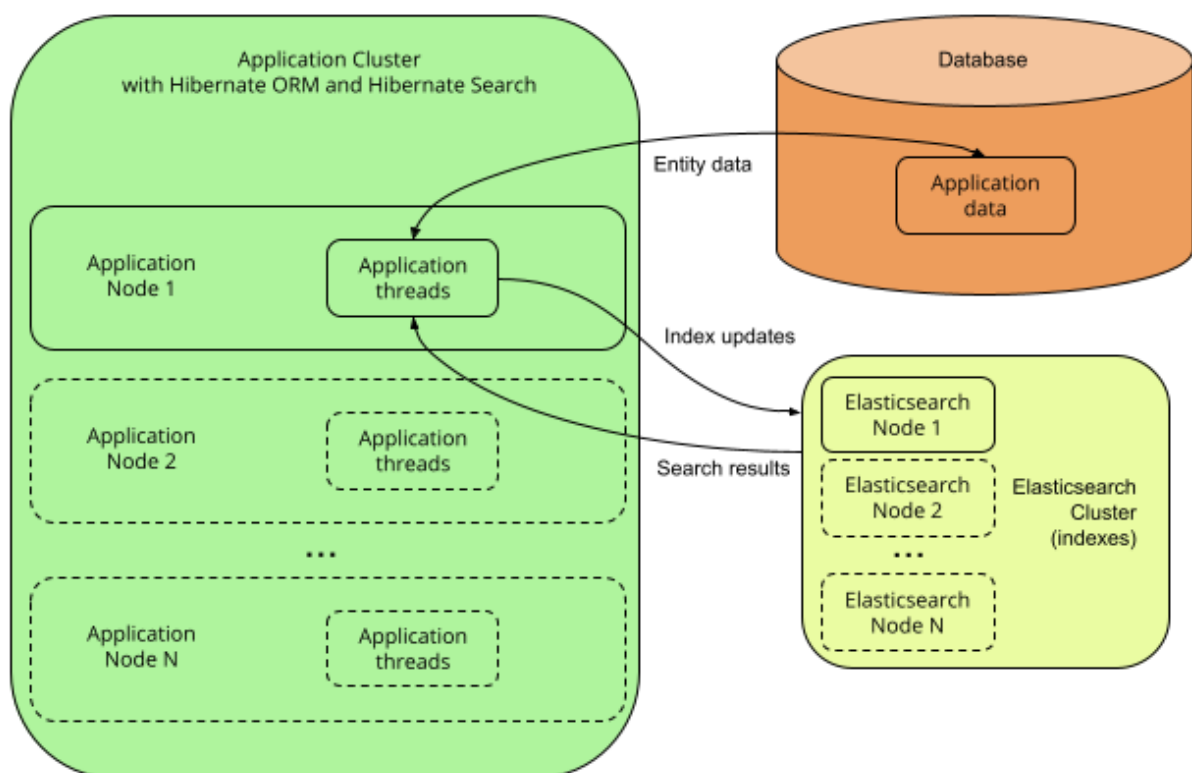 Application Cluster
with Hibernate ORM and Hibernate Search
Database
Entity data
Application
data
Application
Node 1
Application
threads
Index updates
Application
Node 2
Application
threads
Search results
Elasticsearch
Node 1
Elasticsearch
Node 2
...
Elasticsearch
Node N
Elasticsearch
Cluster
(indexes)
...
Application
Node N
Application
threads